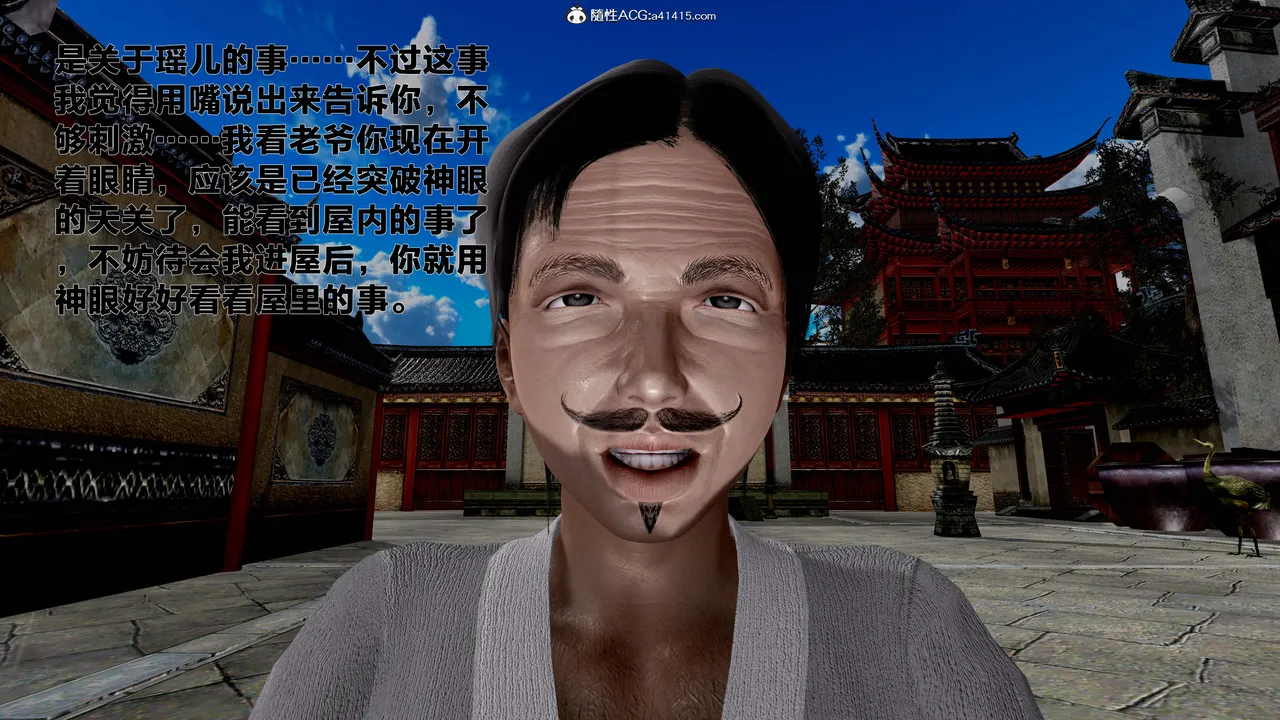 隨性ACG:a41415.com
是关于瑶儿的事……不过这事
我觉得用嘴说出来告诉你，不
够刺激……我看老爷你现在开
着眼睛，应该是已经突破神眼
的天关了，能看到屋内的事了
，不妨待会我进屋后，你就用
神眼好好看看屋里的事。